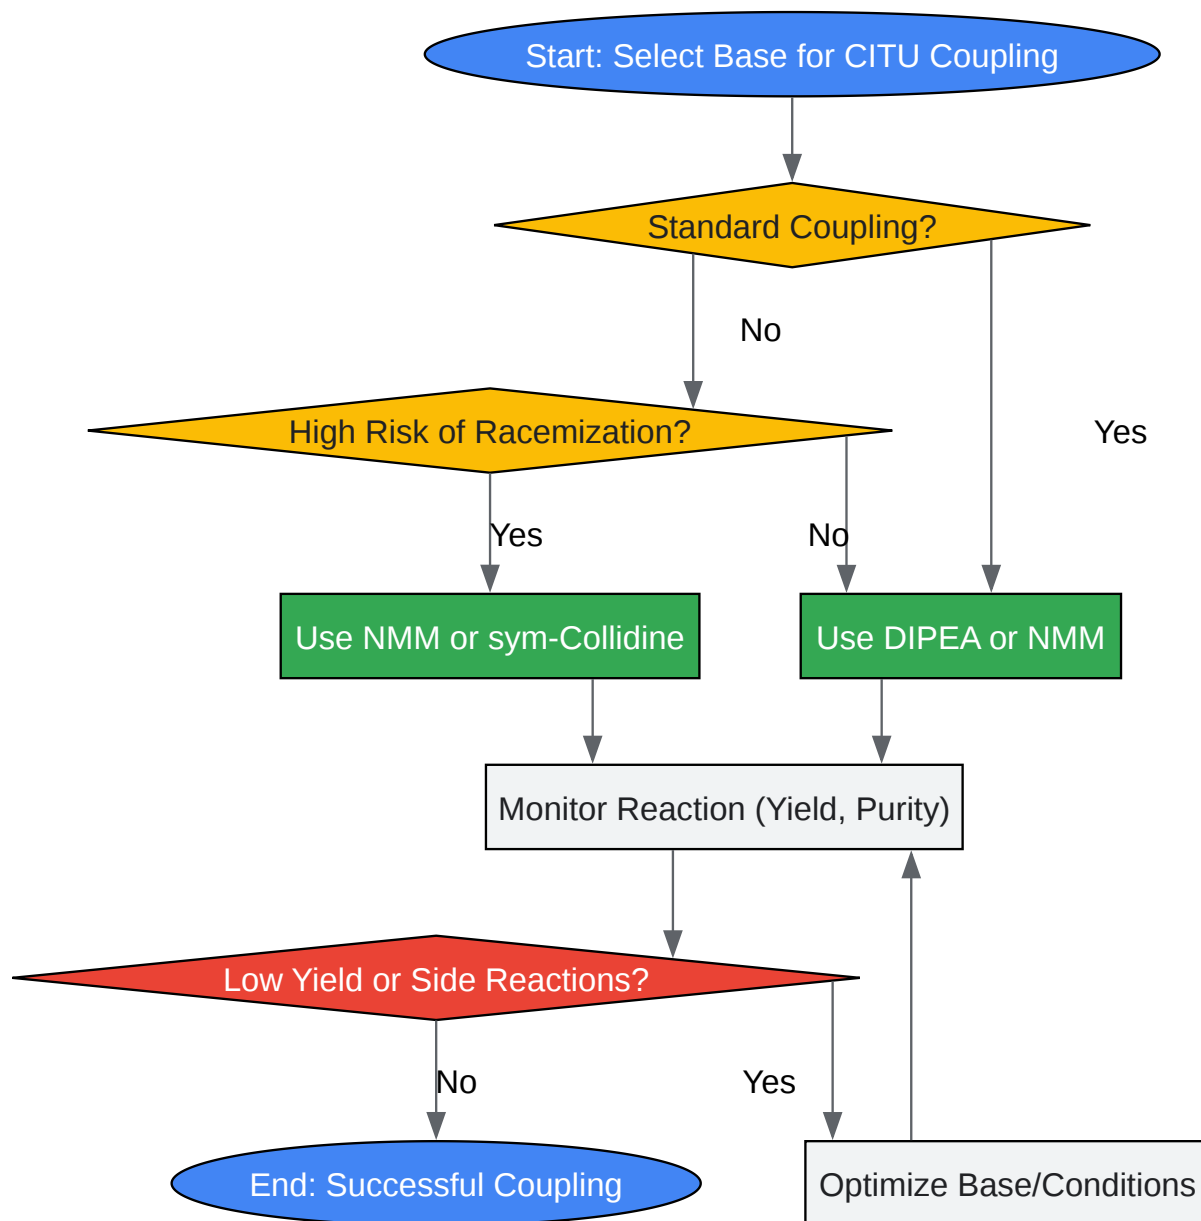 Start: Select Base for CITU Coupling
Standard Coupling?
No
High Risk of Racemization?
Yes
Yes
No
Use NMM or sym-Collidine
Use DIPEA or NMM
Monitor Reaction (Yield, Purity)
Low Yield or Side Reactions?
No
Yes
End: Successful Coupling
Optimize Base/Conditions